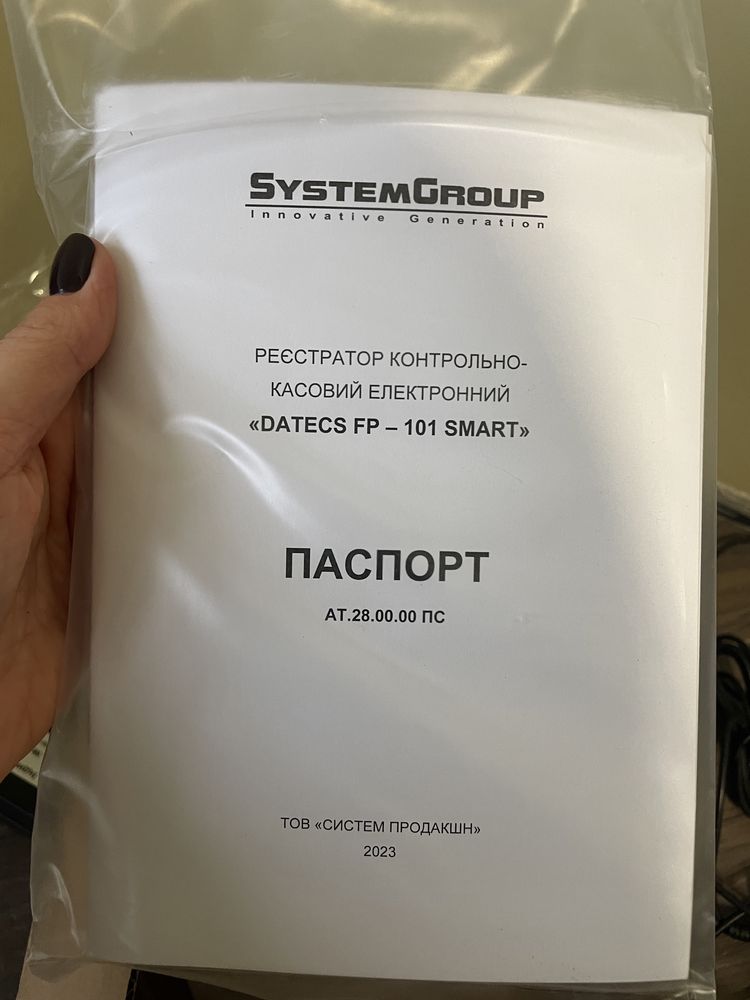 SYSTEMGROUP
Innovative Generation
РЕЄСТРАТОР КОНТРОЛЬНО-
КАСОВИЙ ЕЛЕКТРОННИЙ
«DATECS FP – 101 SMART»
ПАСПОРТ
АТ.28.00.00 ПС
ТОВ «СИСТЕМ ПРОДАКШН»
2023